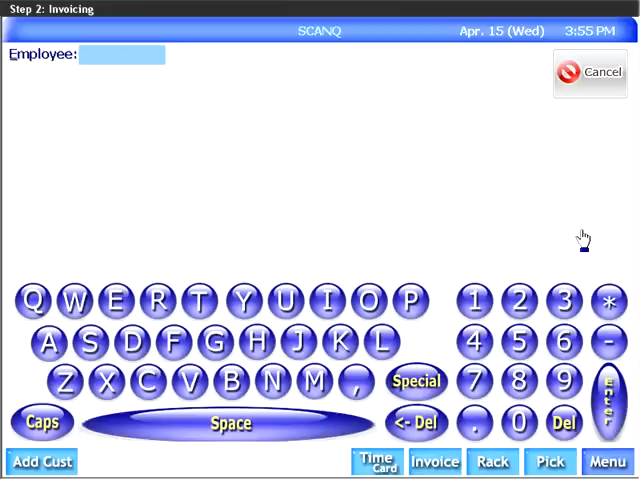 Step 2: Invoicing
SCANQ Apr. 15 (Wed) 3:55 PM
Employee:
Cancel
Q W E R T Y U I O P 1 2 3 *
A S D F G H J K L 4 5 6 -
Z X C V B N M , Special 7 8 9 Enter
Caps Space <- Del . 0 Del
Add Cust Time Card Invoice Rack Pick Menu